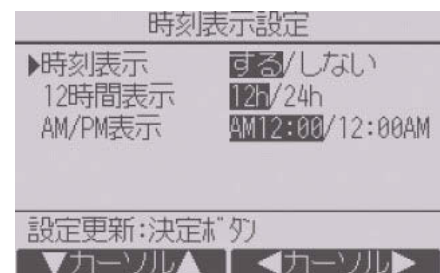 時刻表示設定
▶時刻表示 する/しない
12時間表示 12h/24h
AM/PM表示 AM12:00/12:00AM
設定更新:決定ﾎﾞﾀﾝ
▼カーソル▲ ◀カーソル▶